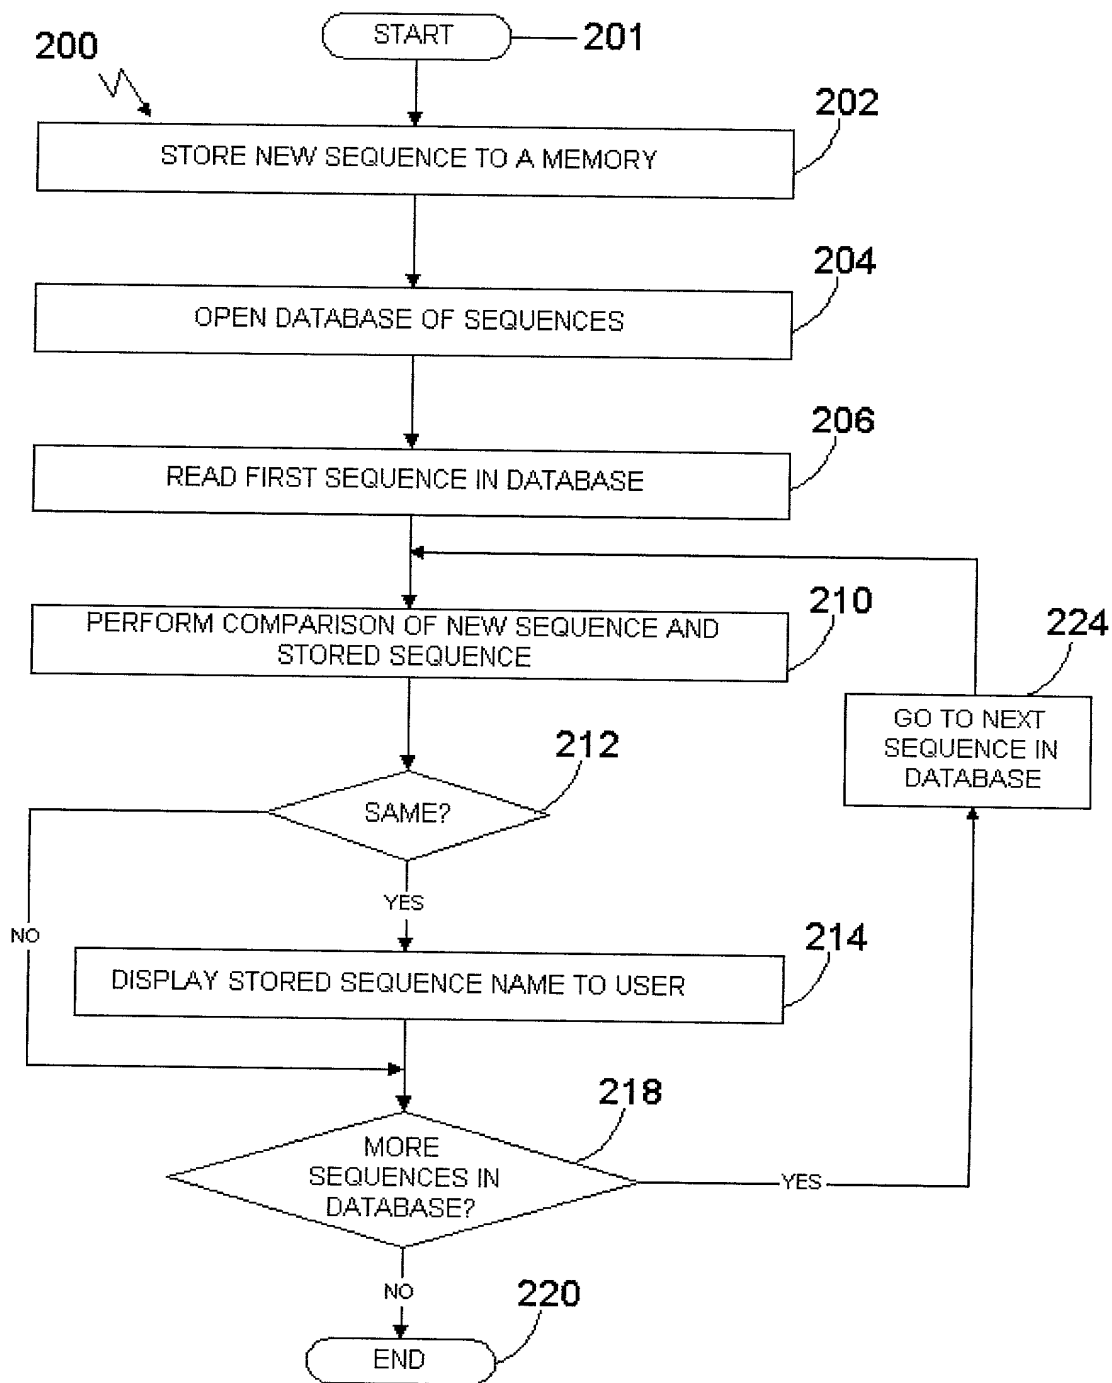 START
201
200
202
STORE NEW SEQUENCE TO A MEMORY
204
OPEN DATABASE OF SEQUENCES
206
READ FIRST SEQUENCE IN DATABASE
210
PERFORM COMPARISON OF NEW SEQUENCE AND
STORED SEQUENCE
224
GO TO NEXT
SEQUENCE IN
DATABASE
212
SAME?
YES
NO
214
DISPLAY STORED SEQUENCE NAME TO USER
218
MORE
SEQUENCES IN
DATABASE?
YES
NO
220
END